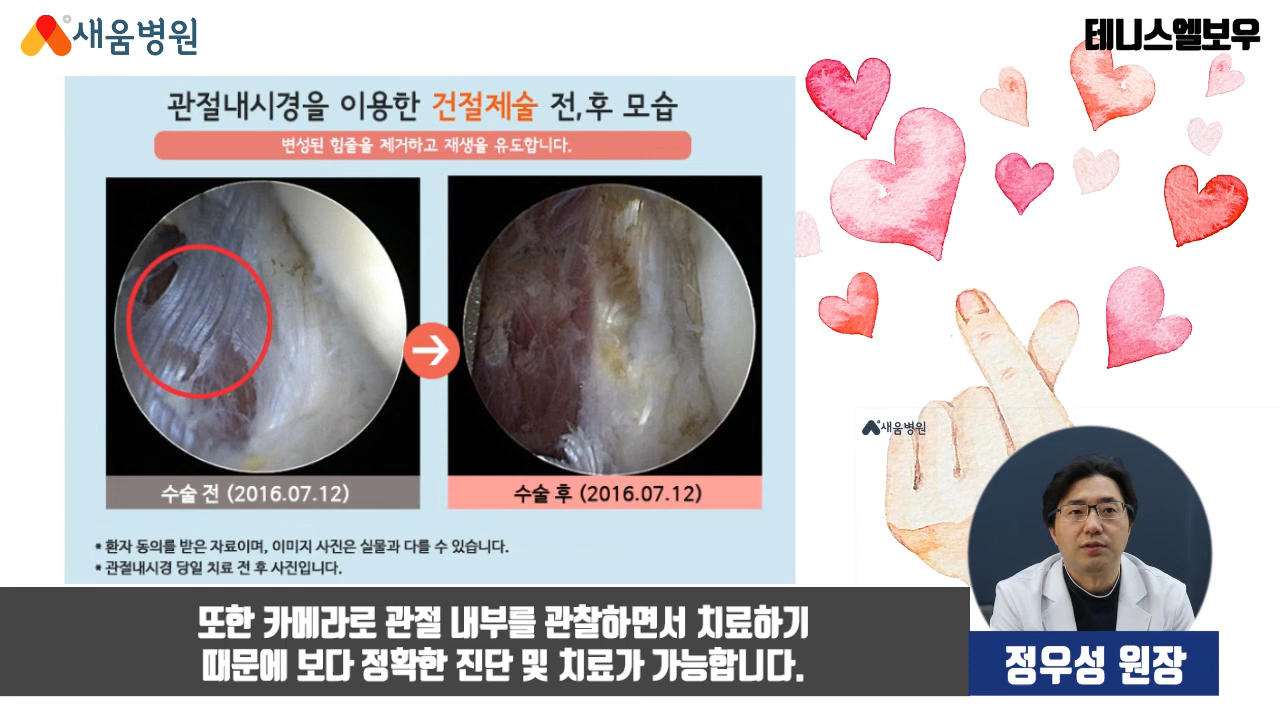 새움병원
테니스엘보우
관절내시경을 이용한 건절제술 전,후 모습
변성된 힘줄을 제거하고 재생을 유도합니다.
수술 전 (2016.07.12)
수술 후 (2016.07.12)
* 환자 동의를 받은 자료이며, 이미지 사진은 실물과 다를 수 있습니다.
* 관절내시경 당일 치료 전 후 사진입니다.
새움병원
또한 카메라로 관절 내부를 관찰하면서 치료하기
때문에 보다 정확한 진단 및 치료가 가능합니다.
정우성 원장